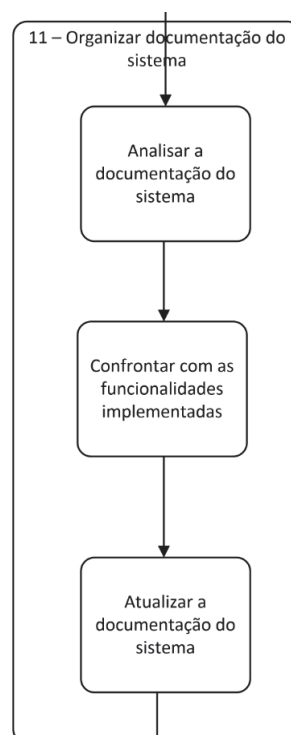 11 – Organizar documentação do
sistema
Analisar a
documentação do
sistema
Confrontar com as
funcionalidades
implementadas
Atualizar a
documentação do
sistema